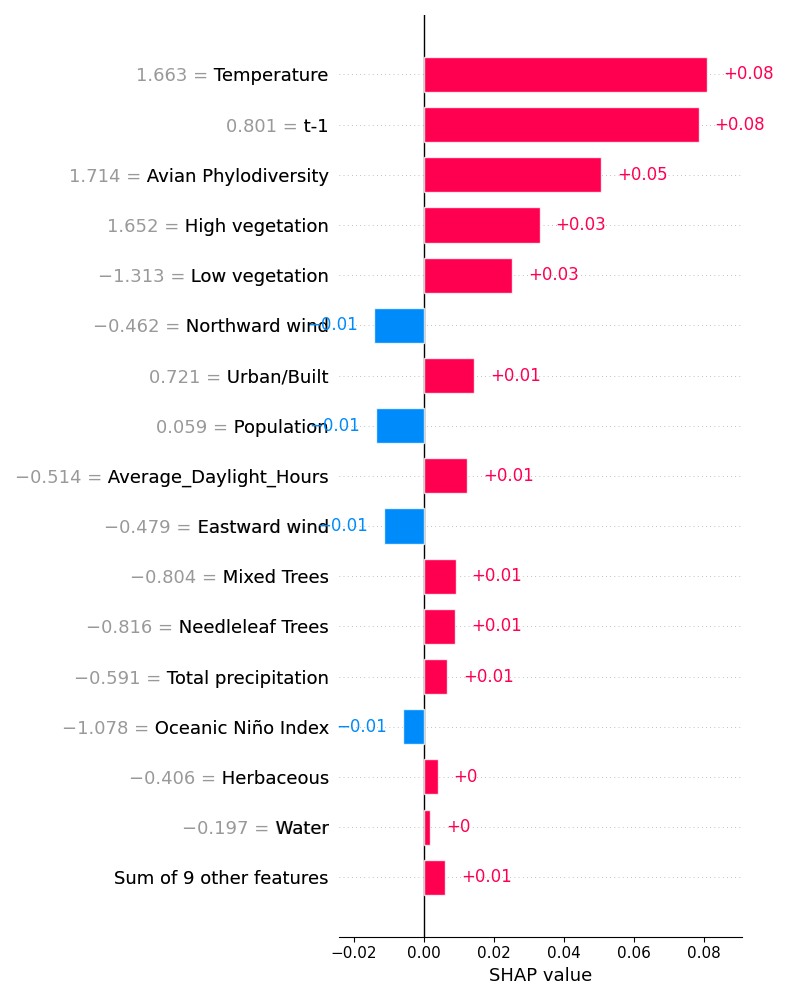 1.663 = Temperature +0.08
0.801 = t-1 +0.08
1.714 = Avian Phylodiversity +0.05
1.652 = High vegetation +0.03
−1.313 = Low vegetation +0.03
−0.462 = Northward wind −0.01
0.721 = Urban/Built +0.01
0.059 = Population −0.01
−0.514 = Average_Daylight_Hours +0.01
−0.479 = Eastward wind −0.01
−0.804 = Mixed Trees +0.01
−0.816 = Needleleaf Trees +0.01
−0.591 = Total precipitation +0.01
−1.078 = Oceanic Niño Index −0.01
−0.406 = Herbaceous +0
−0.197 = Water +0
Sum of 9 other features +0.01
−0.02 0.00 0.02 0.04 0.06 0.08
SHAP value